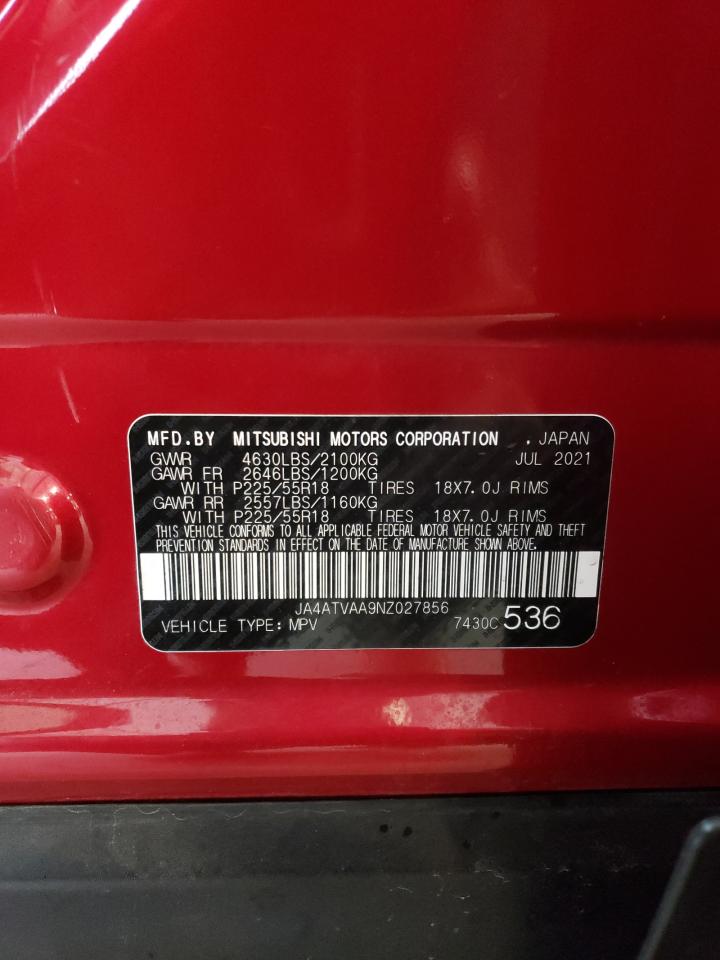 MFD.BY MITSUBISHI MOTORS CORPORATION . JAPAN
GWWR 4630LBS/2100KG JUL 2021
GAWR FR 2646LBS/1200KG
WITH P225/55R18 TIRES 18X7.0J RIMS
GAWR RR 2557LBS/1160KG
WITH P225/55R18 TIRES 18X7.0J RIMS
THIS VEHICLE CONFORMS TO ALL APPLICABLE FEDERAL MOTOR VEHICLE SAFETY AND THEFT
PREVENTION STANDARDS IN EFFECT ON THE DATE OF MANUFACTURE SHOWN ABOVE.
JA4ATVAA9NZ027856
VEHICLE TYPE: MPV 7430C 536